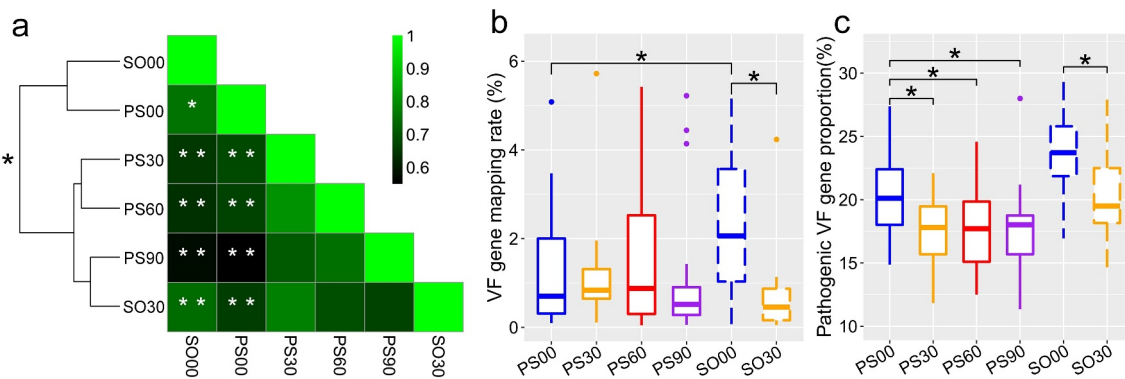 a
SO00
PS00
PS30
PS60
PS90
SO30
*
*
* *
* *
* *
* *
* *
* *
* *
* *
1
0.9
0.8
0.7
0.6
SO00
PS00
PS30
PS60
PS90
SO30
b
VF gene mapping rate (%)
6
4
2
0
*
*
PS00
PS30
PS60
PS90
SO00
SO30
c
Pathogenic VF gene proportion(%)
30
25
20
15
10
*
*
*
*
PS00
PS30
PS60
PS90
SO00
SO30